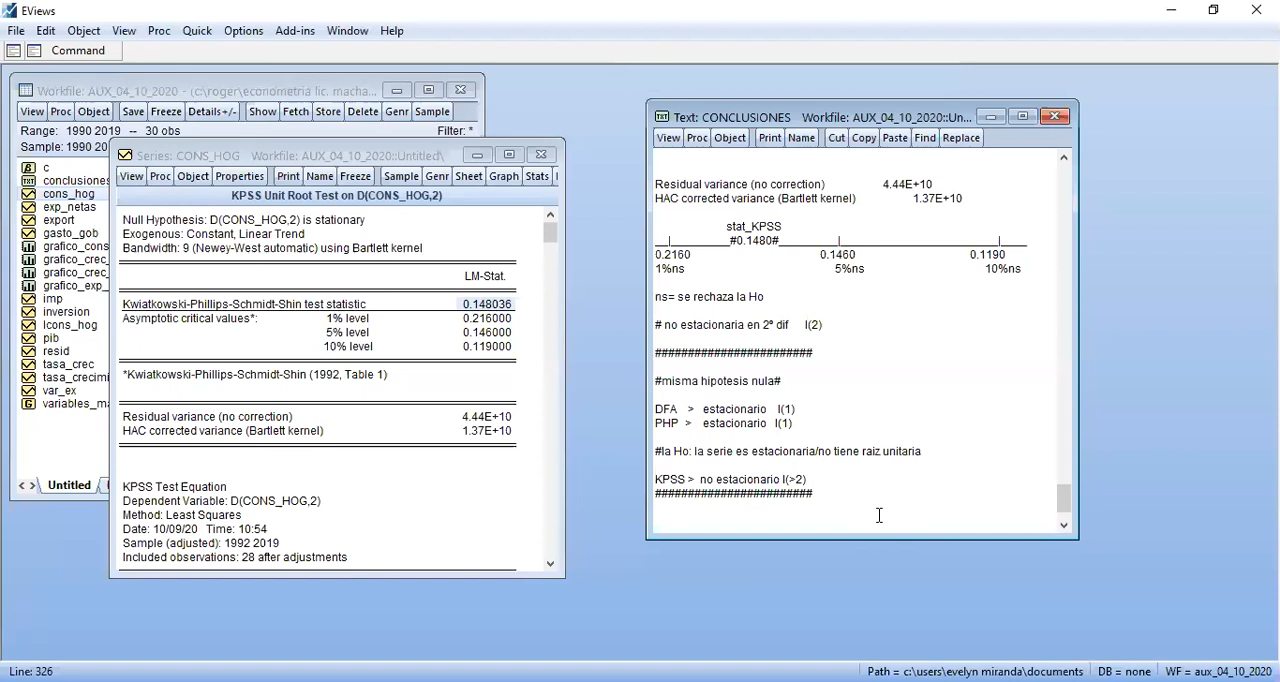 EViews
File Edit Object View Proc Quick Options Add-ins Window Help
Command
Workfile: AUX_04_10_2020 - (c:\roger\econometria lic. macha...
View Proc Object Save Freeze Details+/- Show Fetch Store Delete Genr Sample
Range: 1990 2019 -- 30 obs Filter: *
Sample: 1990 20
c
conclusiones
cons_hog
exp_netas
export
gasto_gob
grafico_cons
grafico_crec_
grafico_crec_
grafico_exp_
imp
inversion
lcons_hog
pib
resid
tasa_crec
tasa_crecimi
var_ex
variables_ma
Untitled
Series: CONS_HOG Workfile: AUX_04_10_2020::Untitled\
View Proc Object Properties Print Name Freeze Sample Genr Sheet Graph Stats
KPSS Unit Root Test on D(CONS_HOG,2)
Null Hypothesis: D(CONS_HOG,2) is stationary
Exogenous: Constant, Linear Trend
Bandwidth: 9 (Newey-West automatic) using Bartlett kernel
LM-Stat.
Kwiatkowski-Phillips-Schmidt-Shin test statistic 0.148036
Asymptotic critical values*: 1% level 0.216000
5% level 0.146000
10% level 0.119000
*Kwiatkowski-Phillips-Schmidt-Shin (1992, Table 1)
Residual variance (no correction) 4.44E+10
HAC corrected variance (Bartlett kernel) 1.37E+10
KPSS Test Equation
Dependent Variable: D(CONS_HOG,2)
Method: Least Squares
Date: 10/09/20 Time: 10:54
Sample (adjusted): 1992 2019
Included observations: 28 after adjustments
Text: CONCLUSIONES Workfile: AUX_04_10_2020::Un...
View Proc Object Print Name Cut Copy Paste Find Replace
Residual variance (no correction) 4.44E+10
HAC corrected variance (Bartlett kernel) 1.37E+10
stat_KPSS
|_________#0.1480#_________|____________________|____
0.2160 0.1460 0.1190
1%ns 5%ns 10%ns
ns= se rechaza la Ho
# no estacionaria en 2º dif I(2)
########################
#misma hipotesis nula#
DFA > estacionario I(1)
PHP > estacionario I(1)
#la Ho: la serie es estacionaria/no tiene raiz unitaria
KPSS > no estacionario I(>2)
########################
Line: 326 Path = c:\users\evelyn miranda\documents DB = none WF = aux_04_10_2020